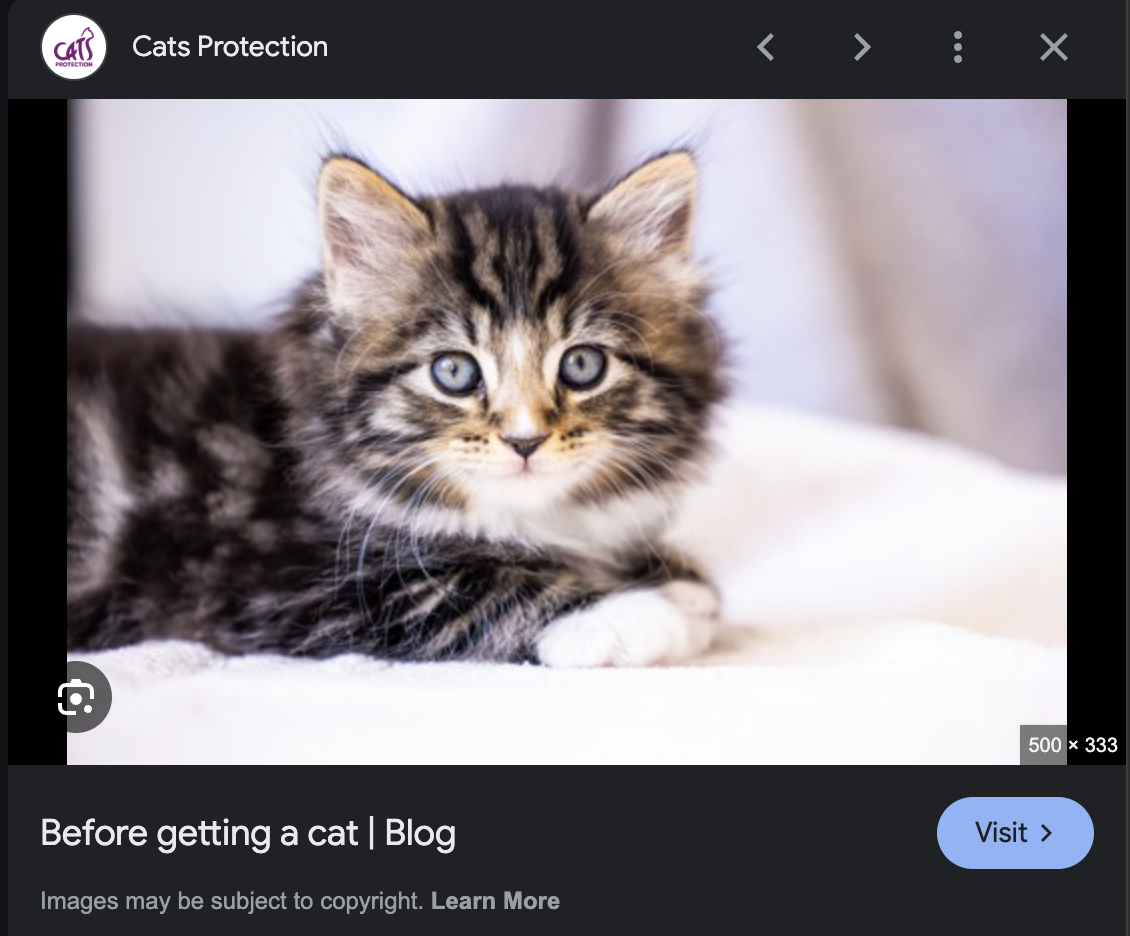 CATS
PROTECTION
Cats Protection
500 × 333
Before getting a cat | Blog
Visit
Images may be subject to copyright. Learn More